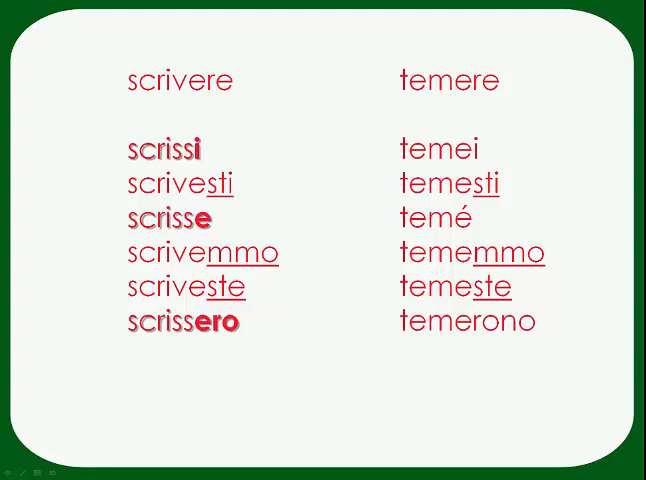 scrivere temere
scrissi temei
scrivesti temesti
scrisse temé
scrivemmo tememmo
scriveste temeste
scrissero temerono